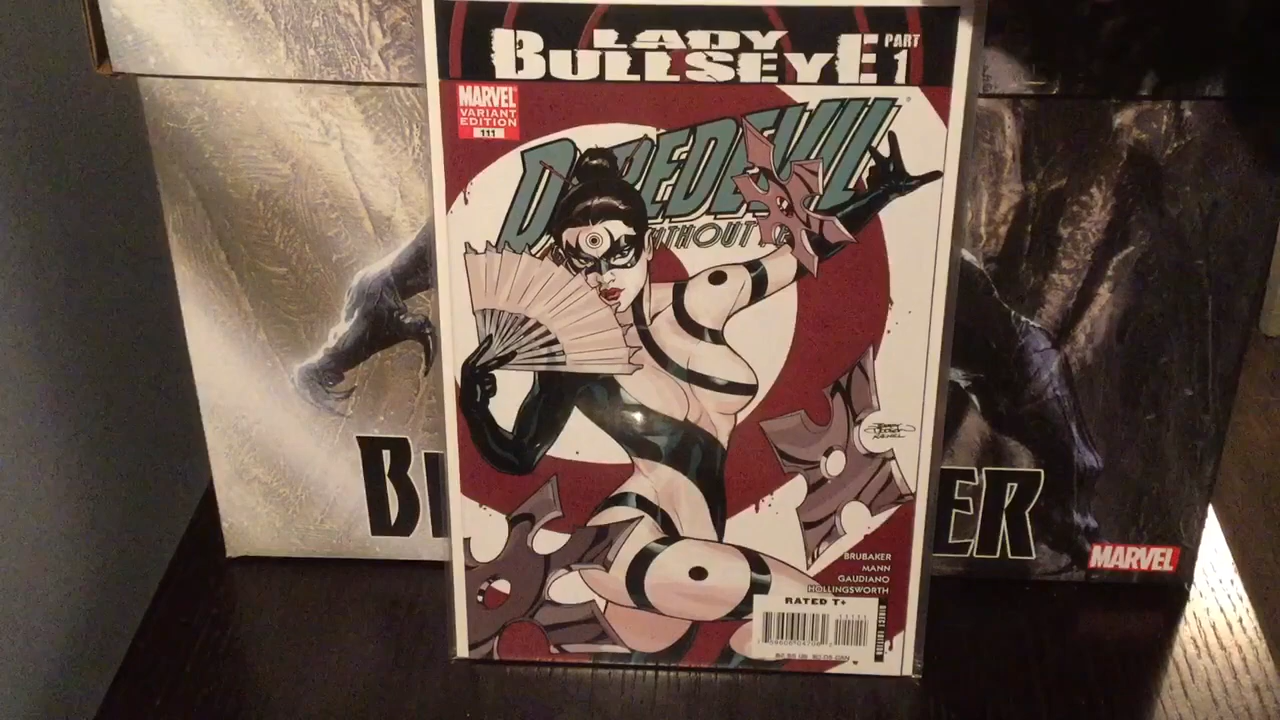 LADY
BULLSEYE PART 1
MARVEL
VARIANT
EDITION
111
DAREDEVIL
WITHOUT
BRUBAKER
MANN
GAUDIANO
HOLLINGSWORTH
RATED T+
DIRECT EDITION
B
ER
MARVEL